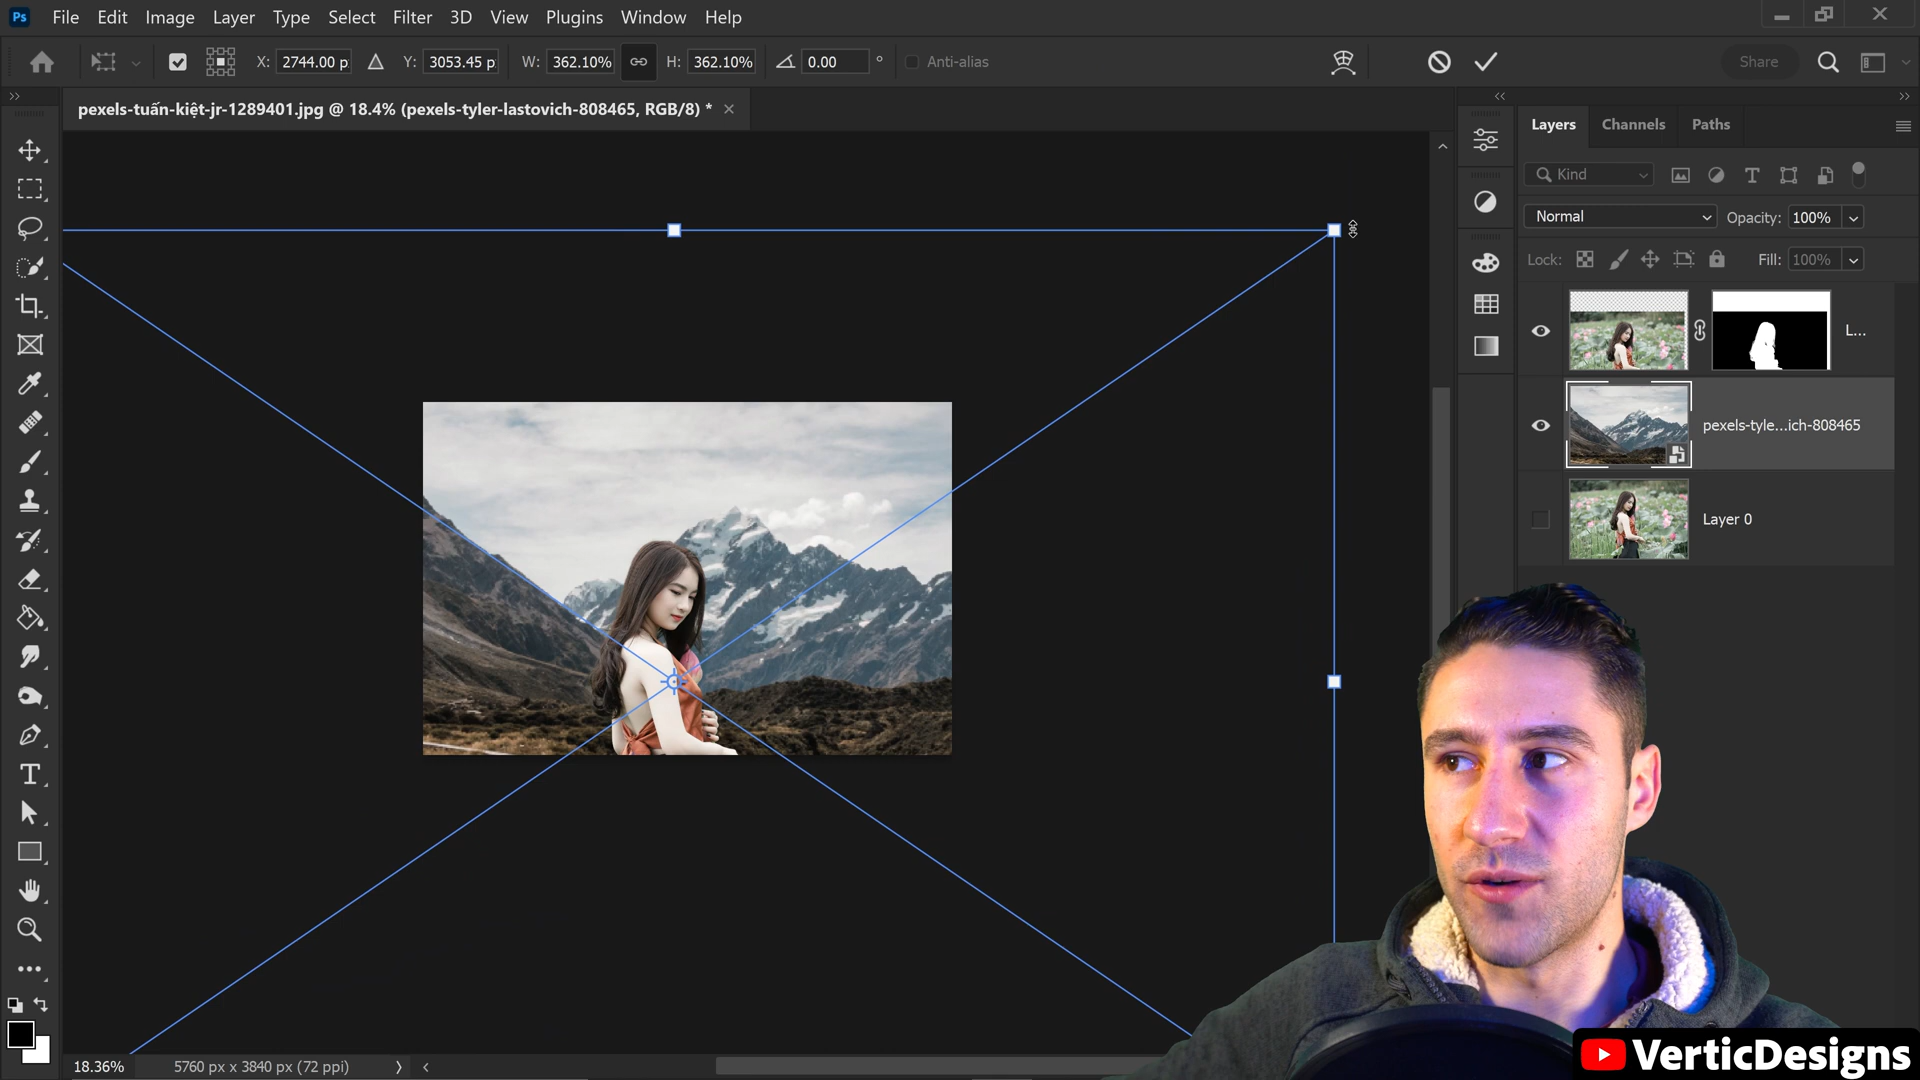 Ps File Edit Image Layer Type Select Filter 3D View Plugins Window Help
X: 2744.00 p Y: 3053.45 p W: 362.10% H: 362.10% 0.00 ° Anti-alias Share
pexels-tuấn-kiệt-jr-1289401.jpg @ 18.4% (pexels-tyler-lastovich-808465, RGB/8) *
Layers Channels Paths
Kind
Normal Opacity: 100%
Lock: Fill: 100%
L...
pexels-tyle...ich-808465
Layer 0
18.36% 5760 px x 3840 px (72 ppi)
VerticDesigns